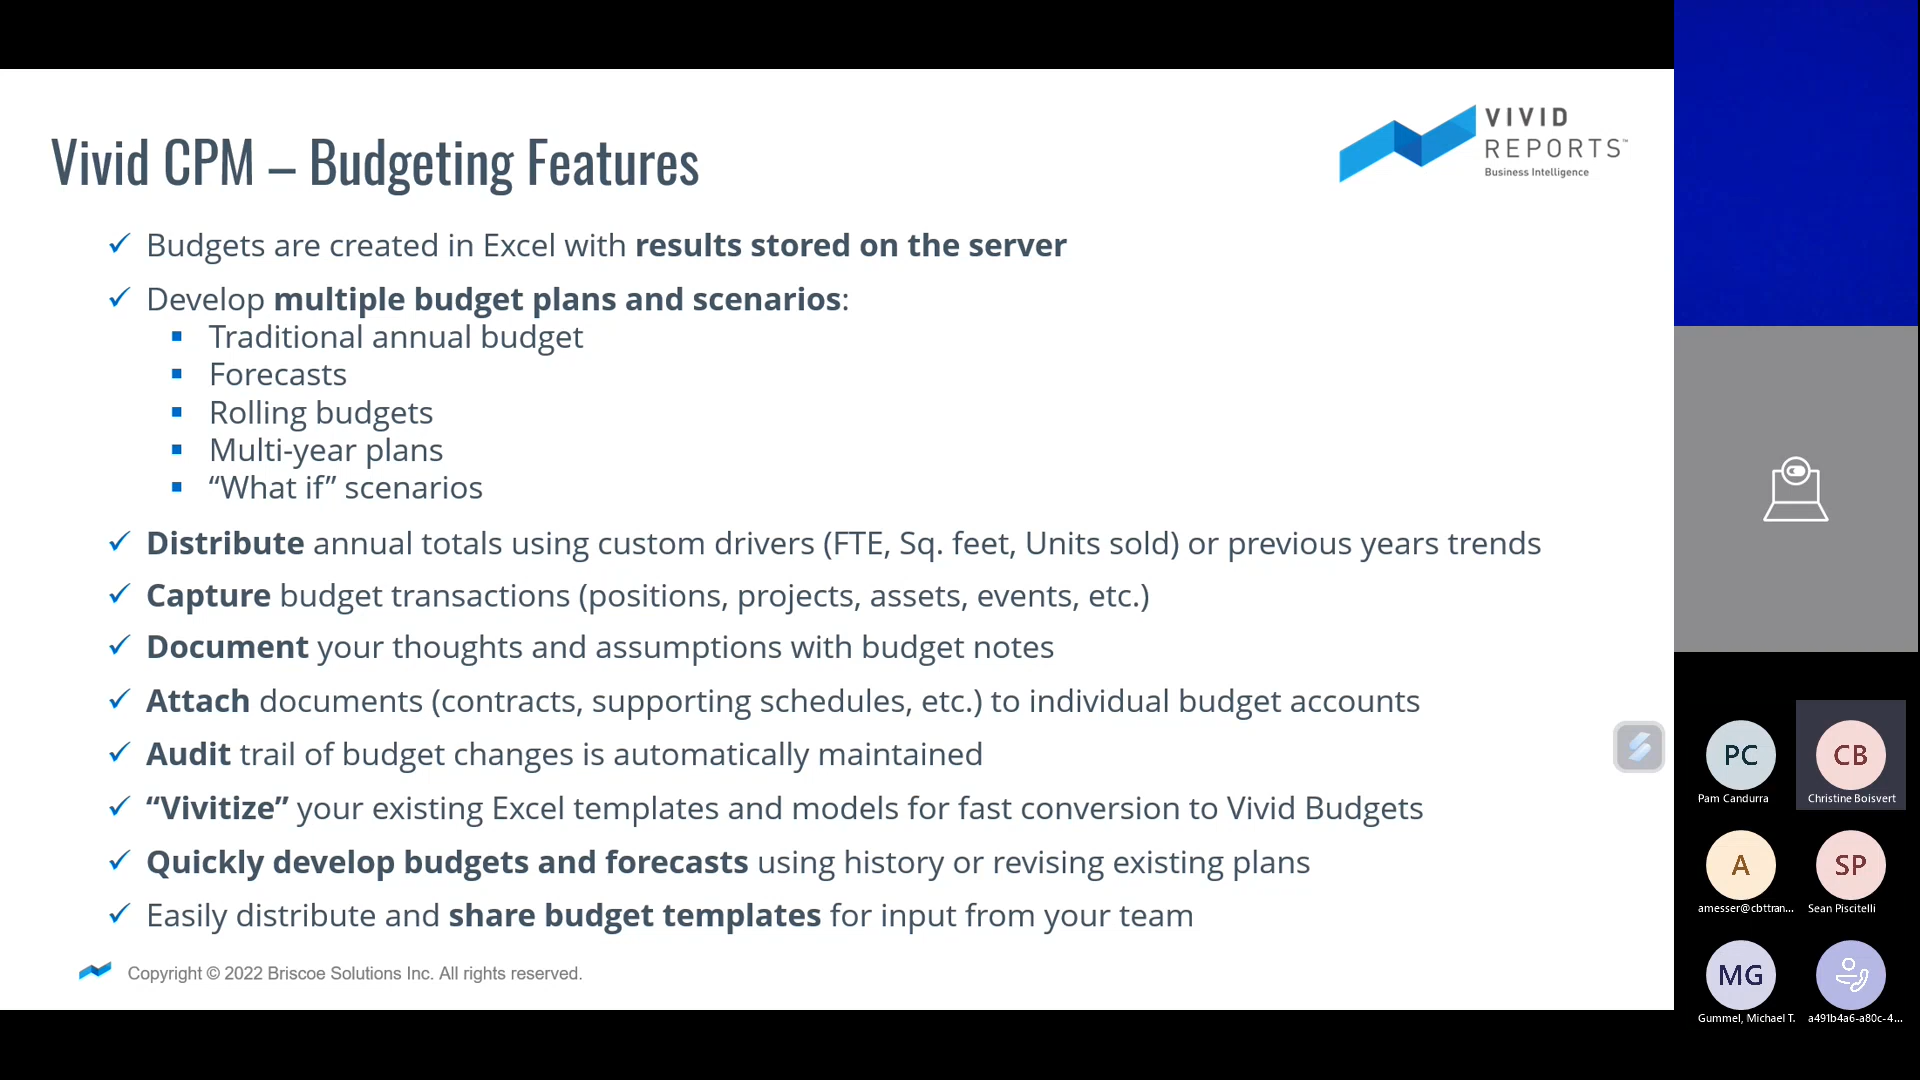 Vivid CPM – Budgeting Features
VIVID
REPORTS™
Business Intelligence
Budgets are created in Excel with results stored on the server
Develop multiple budget plans and scenarios:
Traditional annual budget
Forecasts
Rolling budgets
Multi-year plans
“What if” scenarios
Distribute annual totals using custom drivers (FTE, Sq. feet, Units sold) or previous years trends
Capture budget transactions (positions, projects, assets, events, etc.)
Document your thoughts and assumptions with budget notes
Attach documents (contracts, supporting schedules, etc.) to individual budget accounts
Audit trail of budget changes is automatically maintained
“Vivitize” your existing Excel templates and models for fast conversion to Vivid Budgets
Quickly develop budgets and forecasts using history or revising existing plans
Easily distribute and share budget templates for input from your team
Copyright © 2022 Briscoe Solutions Inc. All rights reserved.
PC
Pam Candurra
CB
Christine Boisvert
A
amesser@cbttran...
SP
Sean Piscitelli
MG
Gummel, Michael T.
a491b4a6-a80c-4...